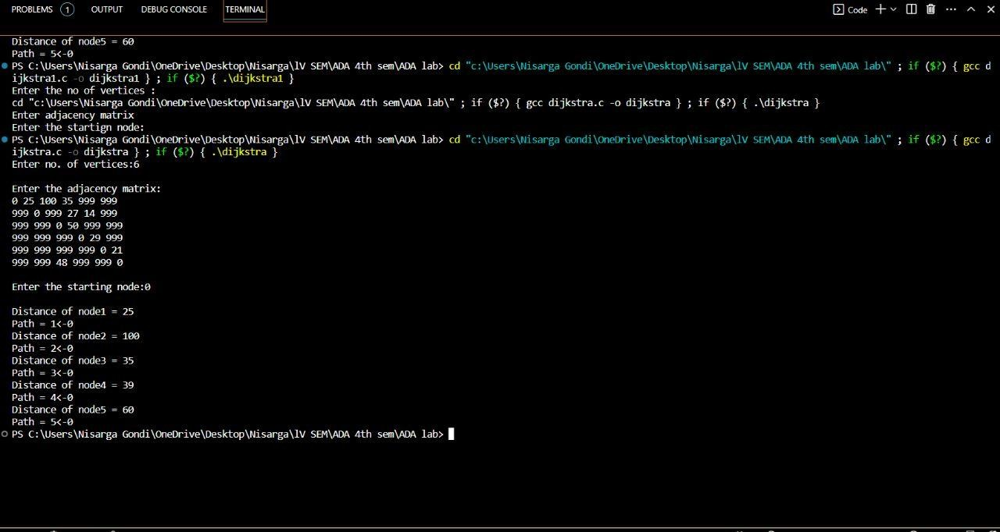 PROBLEMS 1 OUTPUT DEBUG CONSOLE TERMINAL Code
Distance of node5 = 60
Path = 5<-0
PS C:\Users\Nisarga Gondi\OneDrive\Desktop\Nisarga\lV SEM\ADA 4th sem\ADA lab> cd "c:\Users\Nisarga Gondi\OneDrive\Desktop\Nisarga\lV SEM\ADA 4th sem\ADA lab\" ; if ($?) { gcc d
ijkstra1.c -o dijkstra1 } ; if ($?) { .\dijkstra1 }
Enter the no of vertices :
cd "c:\Users\Nisarga Gondi\OneDrive\Desktop\Nisarga\lV SEM\ADA 4th sem\ADA lab\" ; if ($?) { gcc dijkstra.c -o dijkstra } ; if ($?) { .\dijkstra }
Enter adjacency matrix
Enter the startign node:
PS C:\Users\Nisarga Gondi\OneDrive\Desktop\Nisarga\lV SEM\ADA 4th sem\ADA lab> cd "c:\Users\Nisarga Gondi\OneDrive\Desktop\Nisarga\lV SEM\ADA 4th sem\ADA lab\" ; if ($?) { gcc d
ijkstra.c -o dijkstra } ; if ($?) { .\dijkstra }
Enter no. of vertices:6
Enter the adjacency matrix:
0 25 100 35 999 999
999 0 999 27 14 999
999 999 0 50 999 999
999 999 999 0 29 999
999 999 999 999 0 21
999 999 48 999 999 0
Enter the starting node:0
Distance of node1 = 25
Path = 1<-0
Distance of node2 = 100
Path = 2<-0
Distance of node3 = 35
Path = 3<-0
Distance of node4 = 39
Path = 4<-0
Distance of node5 = 60
Path = 5<-0
PS C:\Users\Nisarga Gondi\OneDrive\Desktop\Nisarga\lV SEM\ADA 4th sem\ADA lab>